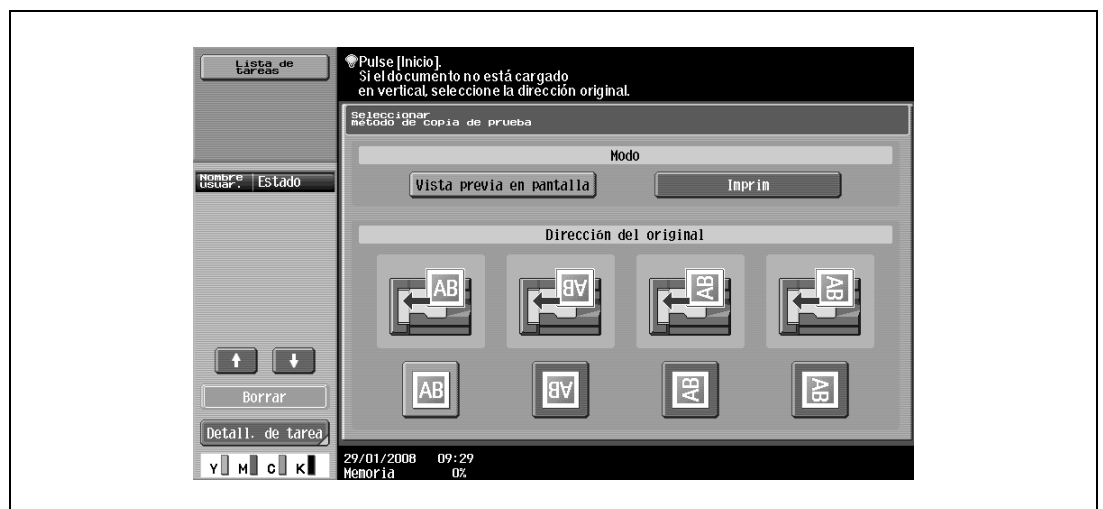 Lista de
tareas
Pulse [Inicio].
Si el documento no está cargado
en vertical, seleccione la dirección original.
Seleccionar
método de copia de prueba
Modo
Vista previa en pantalla
Imprim
Nombre
usuar.
Estado
Dirección del original
AB
AB
AB
AB
AB
AB
AB
AB
Borrar
Detall. de tarea
Y M C K
29/01/2008 09:29
Memoria 0%